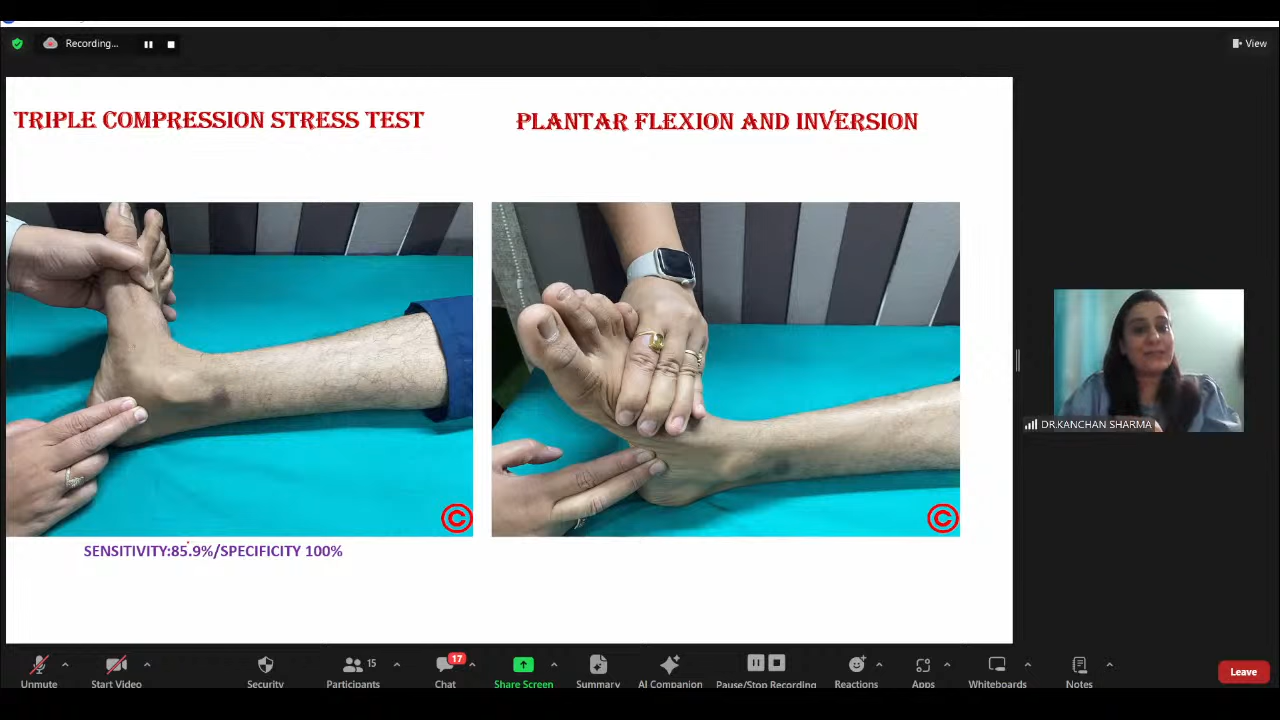 Recording...
View
TRIPLE COMPRESSION STRESS TEST
PLANTAR FLEXION AND INVERSION
©
©
DR.KANCHAN SHARMA
SENSITIVITY:85.9%/SPECIFICITY 100%
Unmute
Start Video
Security
Participants
15
Chat
17
Share Screen
Summary
AI Companion
Pause/Stop Recording
Reactions
Apps
Whiteboards
Notes
Leave